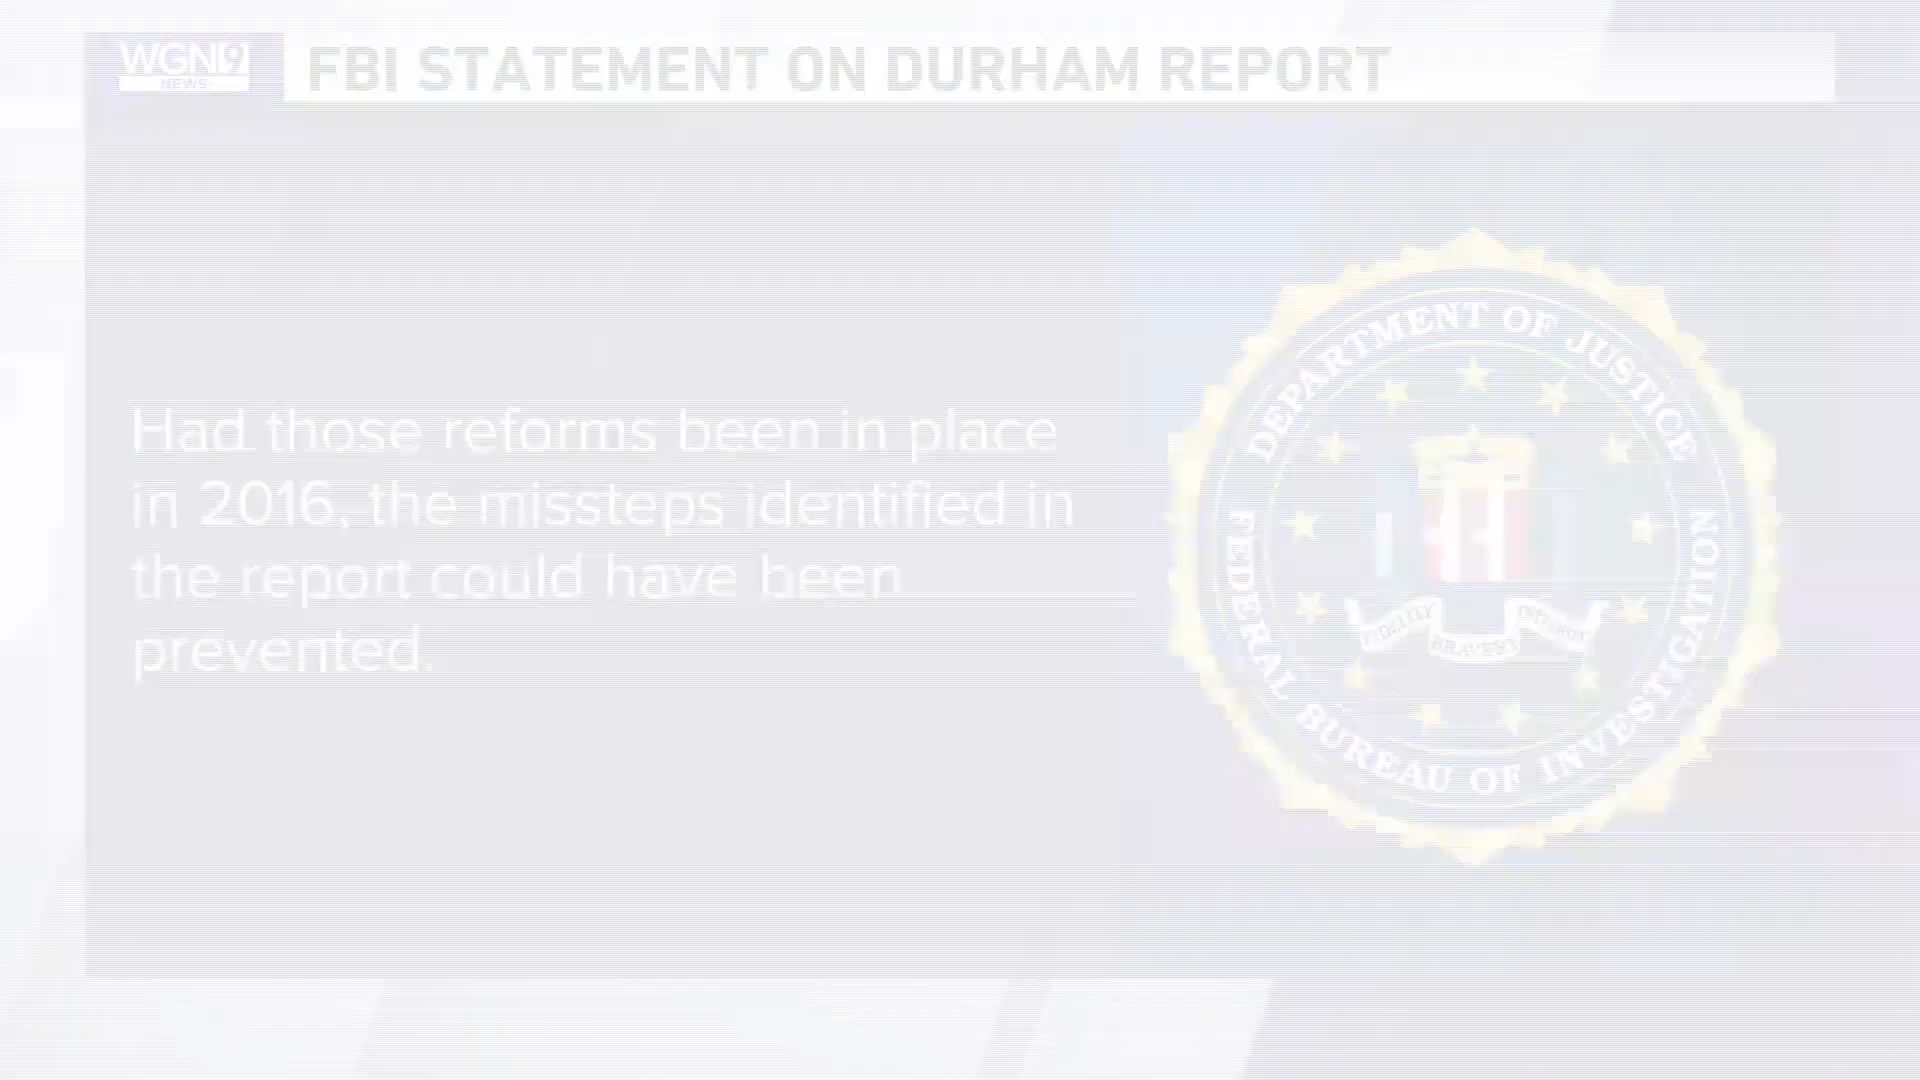 WGN 9
NEWS
FBI STATEMENT ON DURHAM REPORT
Had those reforms been in place
in 2016, the missteps identified in
the report could have been
prevented.
DEPARTMENT OF JUSTICE
FEDERAL BUREAU OF INVESTIGATION
FIDELITY
BRAVERY
INTEGRITY